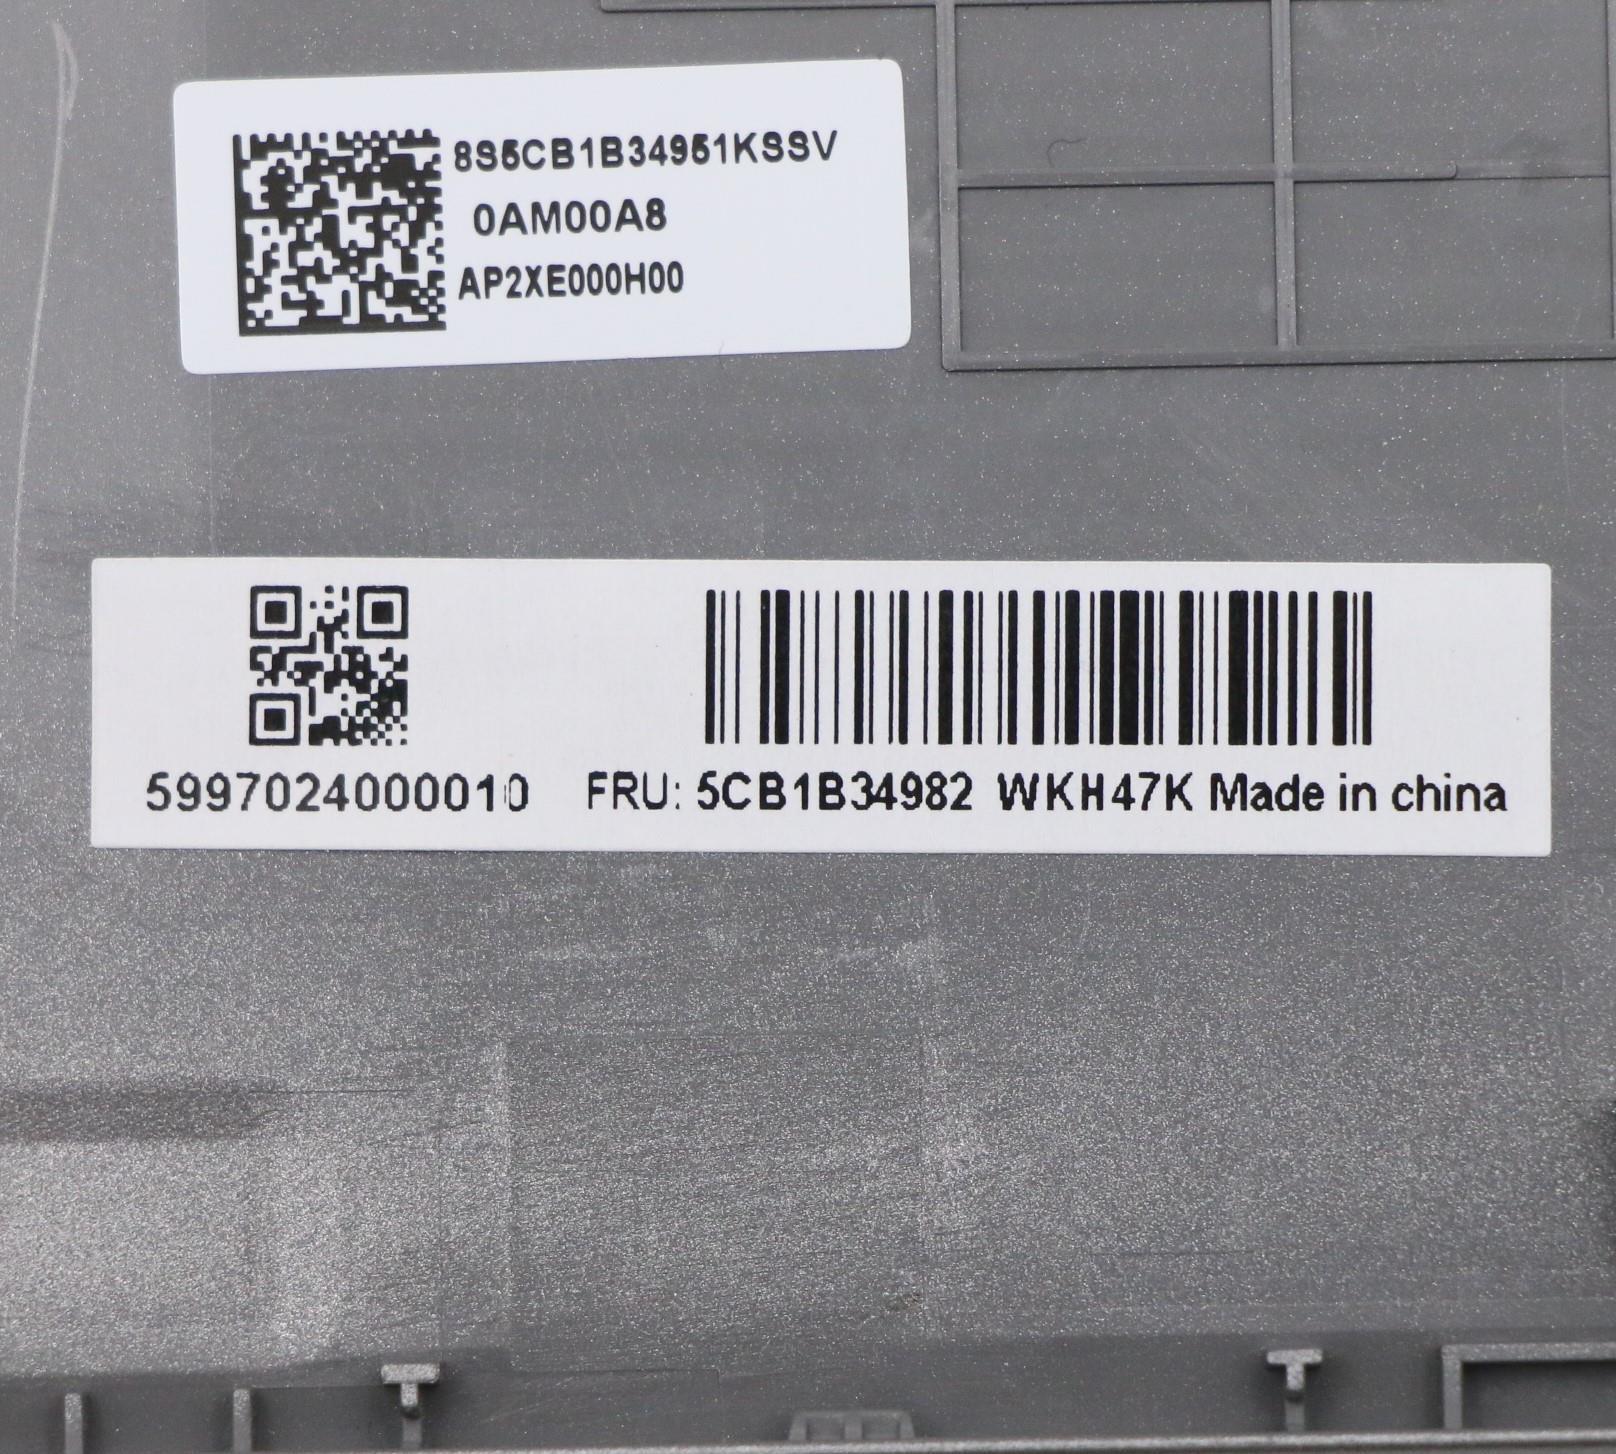 8S5CB1B34951KSSV
0AM00A8
AP2XE000H00
5997024000010 FRU: 5CB1B34982 WKH47K Made in china